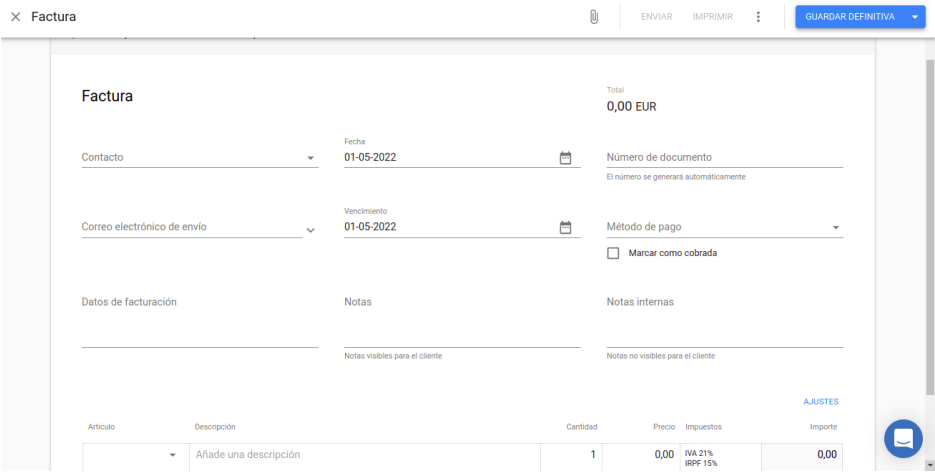 Factura
ENVIAR
IMPRIMIR
GUARDAR DEFINITIVA
Factura
Total
0,00 EUR
Contacto
Fecha
01-05-2022
Número de documento
El número se generará automáticamente
Correo electrónico de envío
Vencimiento
01-05-2022
Método de pago
Marcar como cobrada
Datos de facturación
Notas
Notas internas
Notas visibles para el cliente
Notas no visibles para el cliente
AJUSTES
Artículo
Descripción
Cantidad
Precio
Impuestos
Importe
Añade una descripción
1
0,00
IVA 21%
IRPF 15%
0,00